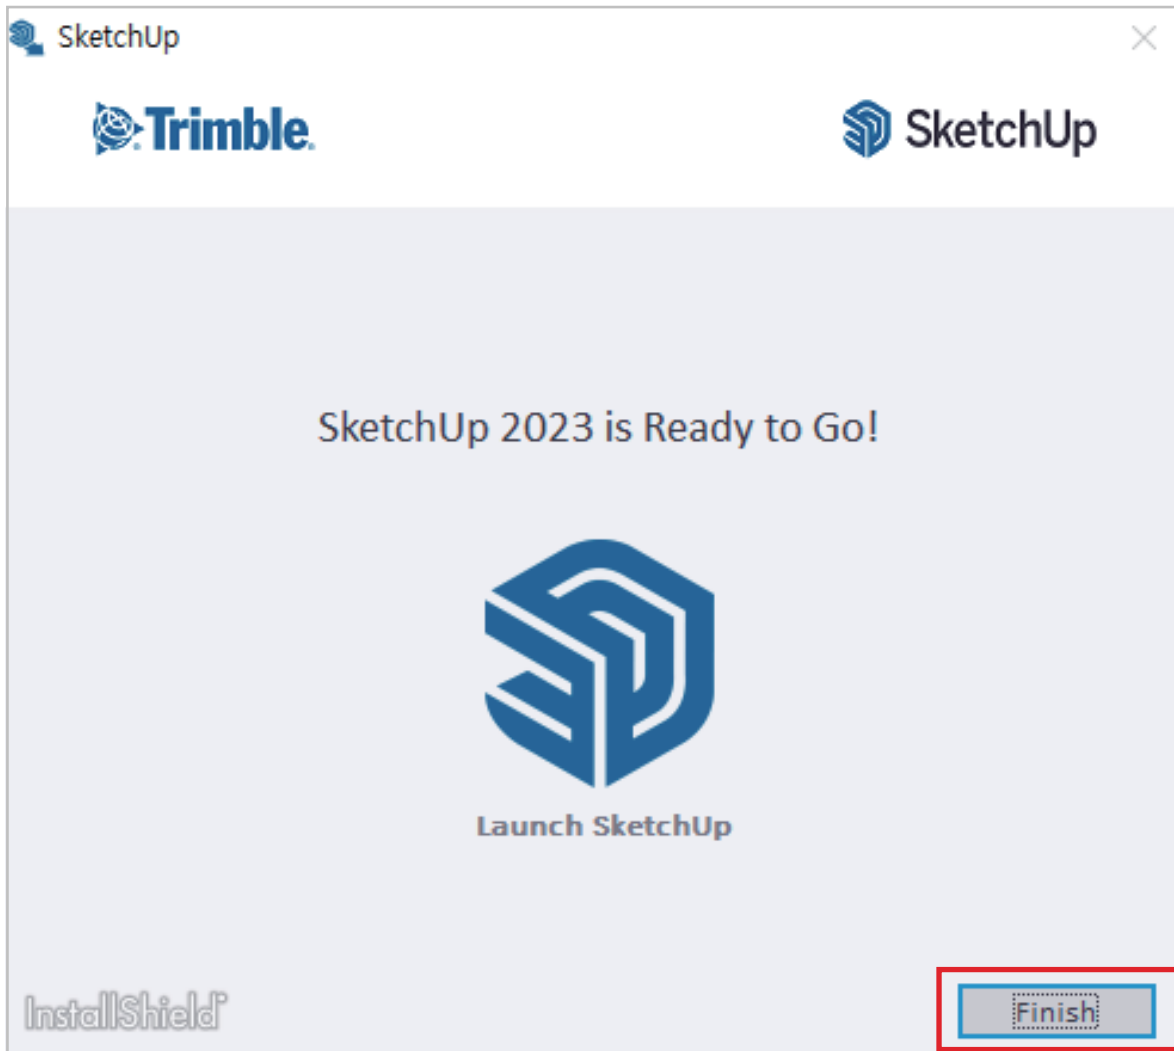 SketchUp
Trimble.
SketchUp
SketchUp 2023 is Ready to Go!
Launch SketchUp
InstallShield®
Finish